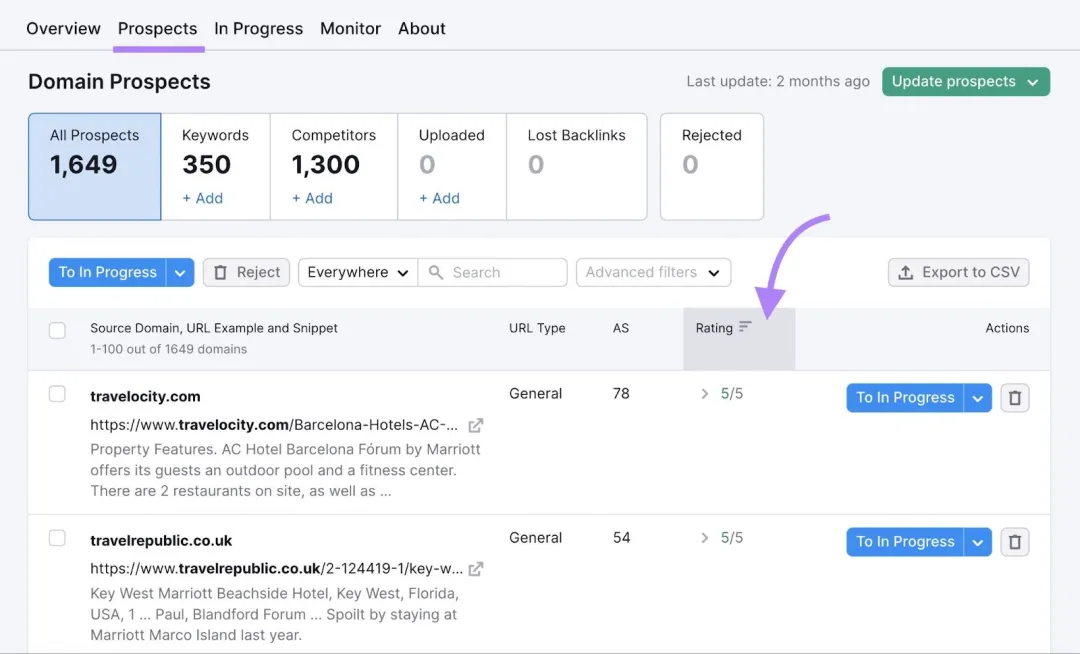 Overview Prospects In Progress Monitor About
Domain Prospects Last update: 2 months ago Update prospects
All Prospects Keywords Competitors Uploaded Lost Backlinks Rejected
1,649 350 1,300 0 0 0
+ Add + Add + Add
To In Progress Reject Everywhere Search Advanced filters Export to CSV
Source Domain, URL Example and Snippet URL Type AS Rating Actions
1-100 out of 1649 domains
travelocity.com General 78 5/5 To In Progress
https://www.travelocity.com/Barcelona-Hotels-AC-...
Property Features. AC Hotel Barcelona Fórum by Marriott
offers its guests an outdoor pool and a fitness center.
There are 2 restaurants on site, as well as ...
travelrepublic.co.uk General 54 5/5 To In Progress
https://www.travelrepublic.co.uk/2-124419-1/key-w...
Key West Marriott Beachside Hotel, Key West, Florida,
USA, 1 ... Paul, Blandford Forum ... Spoilt by staying at
Marriott Marco Island last year.